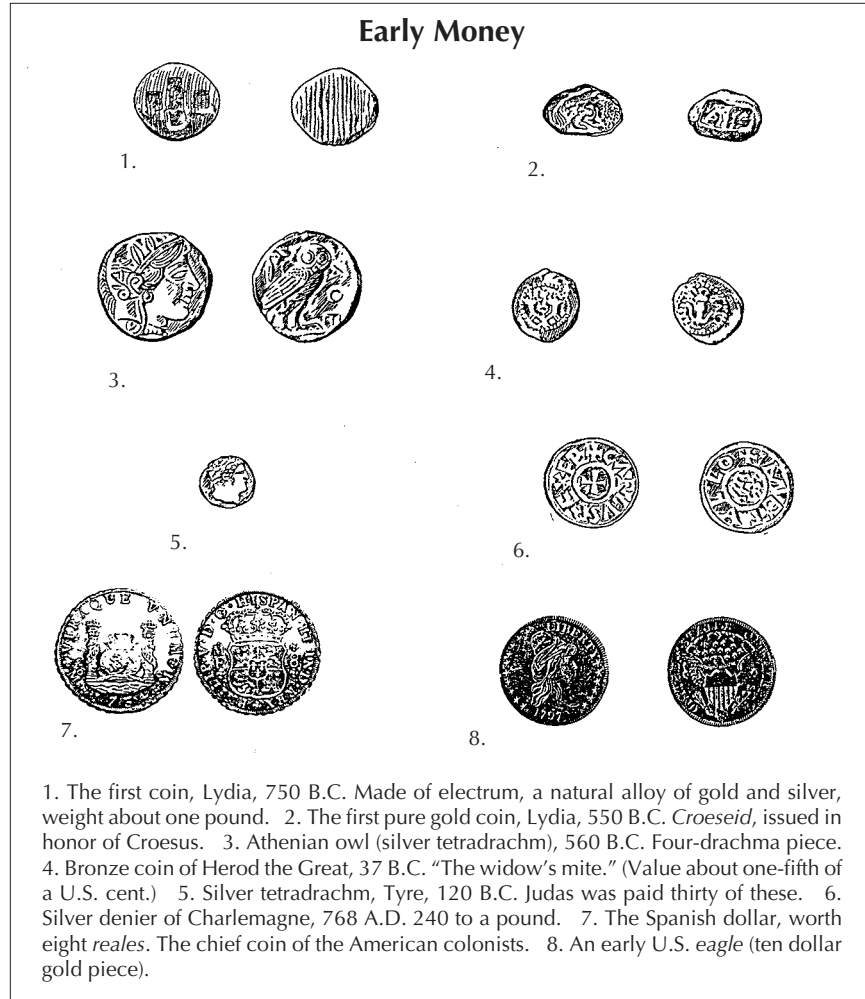 Early Money
1.
2.
3.
4.
5.
6.
7.
8.
1797
1. The first coin, Lydia, 750 B.C. Made of electrum, a natural alloy of gold and silver,
weight about one pound. 2. The first pure gold coin, Lydia, 550 B.C. Croeseid, issued in
honor of Croesus. 3. Athenian owl (silver tetradrachm), 560 B.C. Four-drachma piece.
4. Bronze coin of Herod the Great, 37 B.C. “The widow’s mite.” (Value about one-fifth of
a U.S. cent.) 5. Silver tetradrachm, Tyre, 120 B.C. Judas was paid thirty of these. 6.
Silver denier of Charlemagne, 768 A.D. 240 to a pound. 7. The Spanish dollar, worth
eight reales. The chief coin of the American colonists. 8. An early U.S. eagle (ten dollar
gold piece).